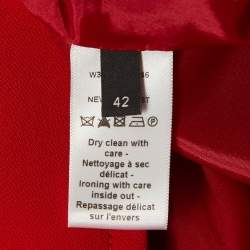 42
Dry clean with
care -
Nettoyage à sec
délicat -
Ironing with care
inside out -
Repassage délicat
sur l'envers